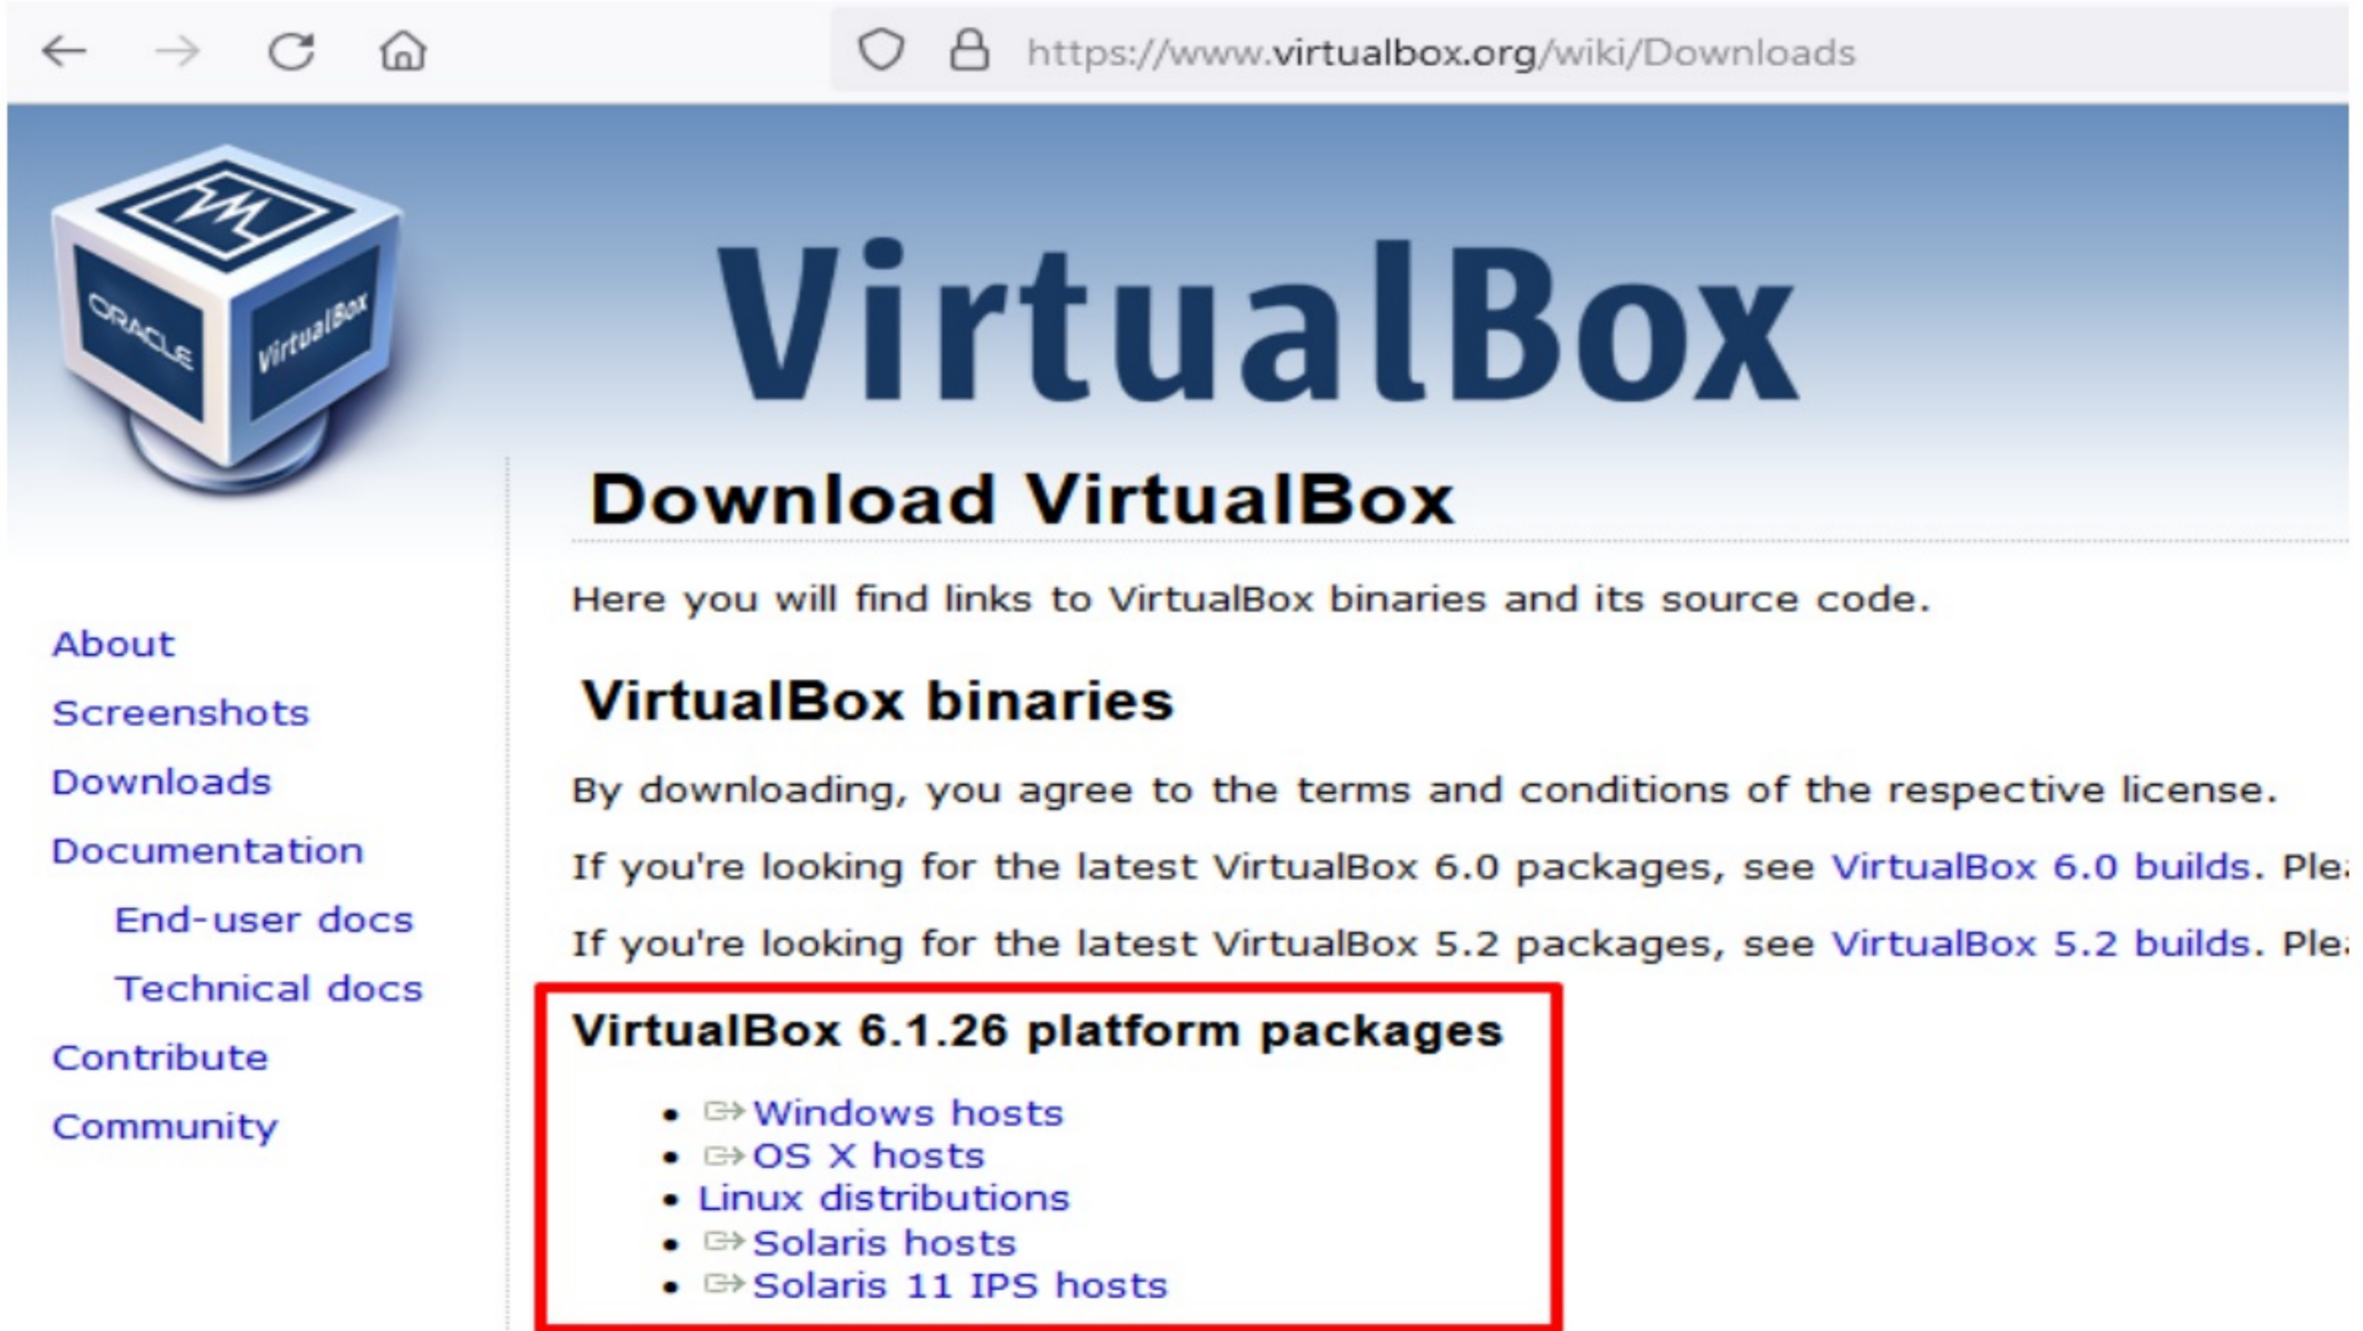 https://www.virtualbox.org/wiki/Downloads
ORACLE
VirtualBox
VirtualBox
Download VirtualBox
Here you will find links to VirtualBox binaries and its source code.
About
Screenshots
Downloads
Documentation
End-user docs
Technical docs
Contribute
Community
VirtualBox binaries
By downloading, you agree to the terms and conditions of the respective license.
If you're looking for the latest VirtualBox 6.0 packages, see VirtualBox 6.0 builds.
If you're looking for the latest VirtualBox 5.2 packages, see VirtualBox 5.2 builds.
VirtualBox 6.1.26 platform packages
• Windows hosts
• OS X hosts
• Linux distributions
• Solaris hosts
• Solaris 11 IPS hosts